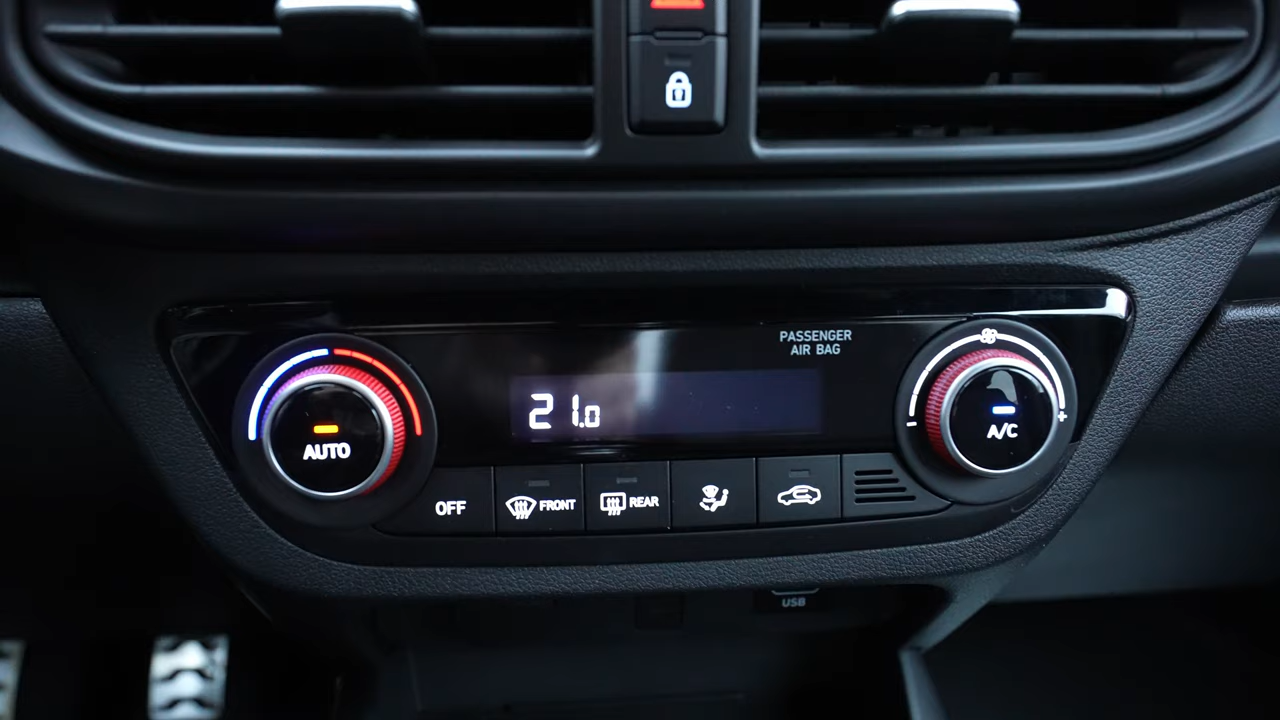 PASSENGER
AIR BAG
21.0
AUTO
A/C
- +
OFF
FRONT
REAR
USB